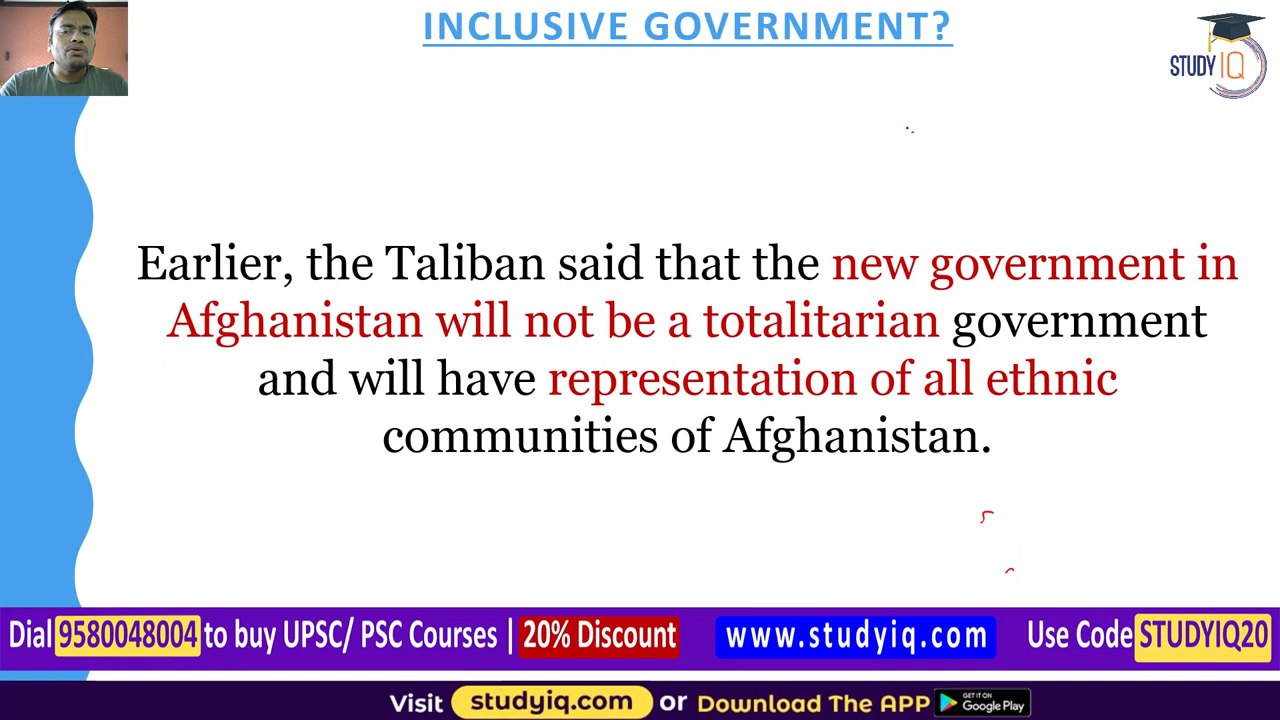 INCLUSIVE GOVERNMENT?
STUDY IQ
Earlier, the Taliban said that the new government in
Afghanistan will not be a totalitarian government
and will have representation of all ethnic
communities of Afghanistan.
Dial 9580048004 to buy UPSC/ PSC Courses | 20% Discount www.studyiq.com Use Code STUDYIQ20
Visit studyiq.com or Download The APP GET IT ON Google Play